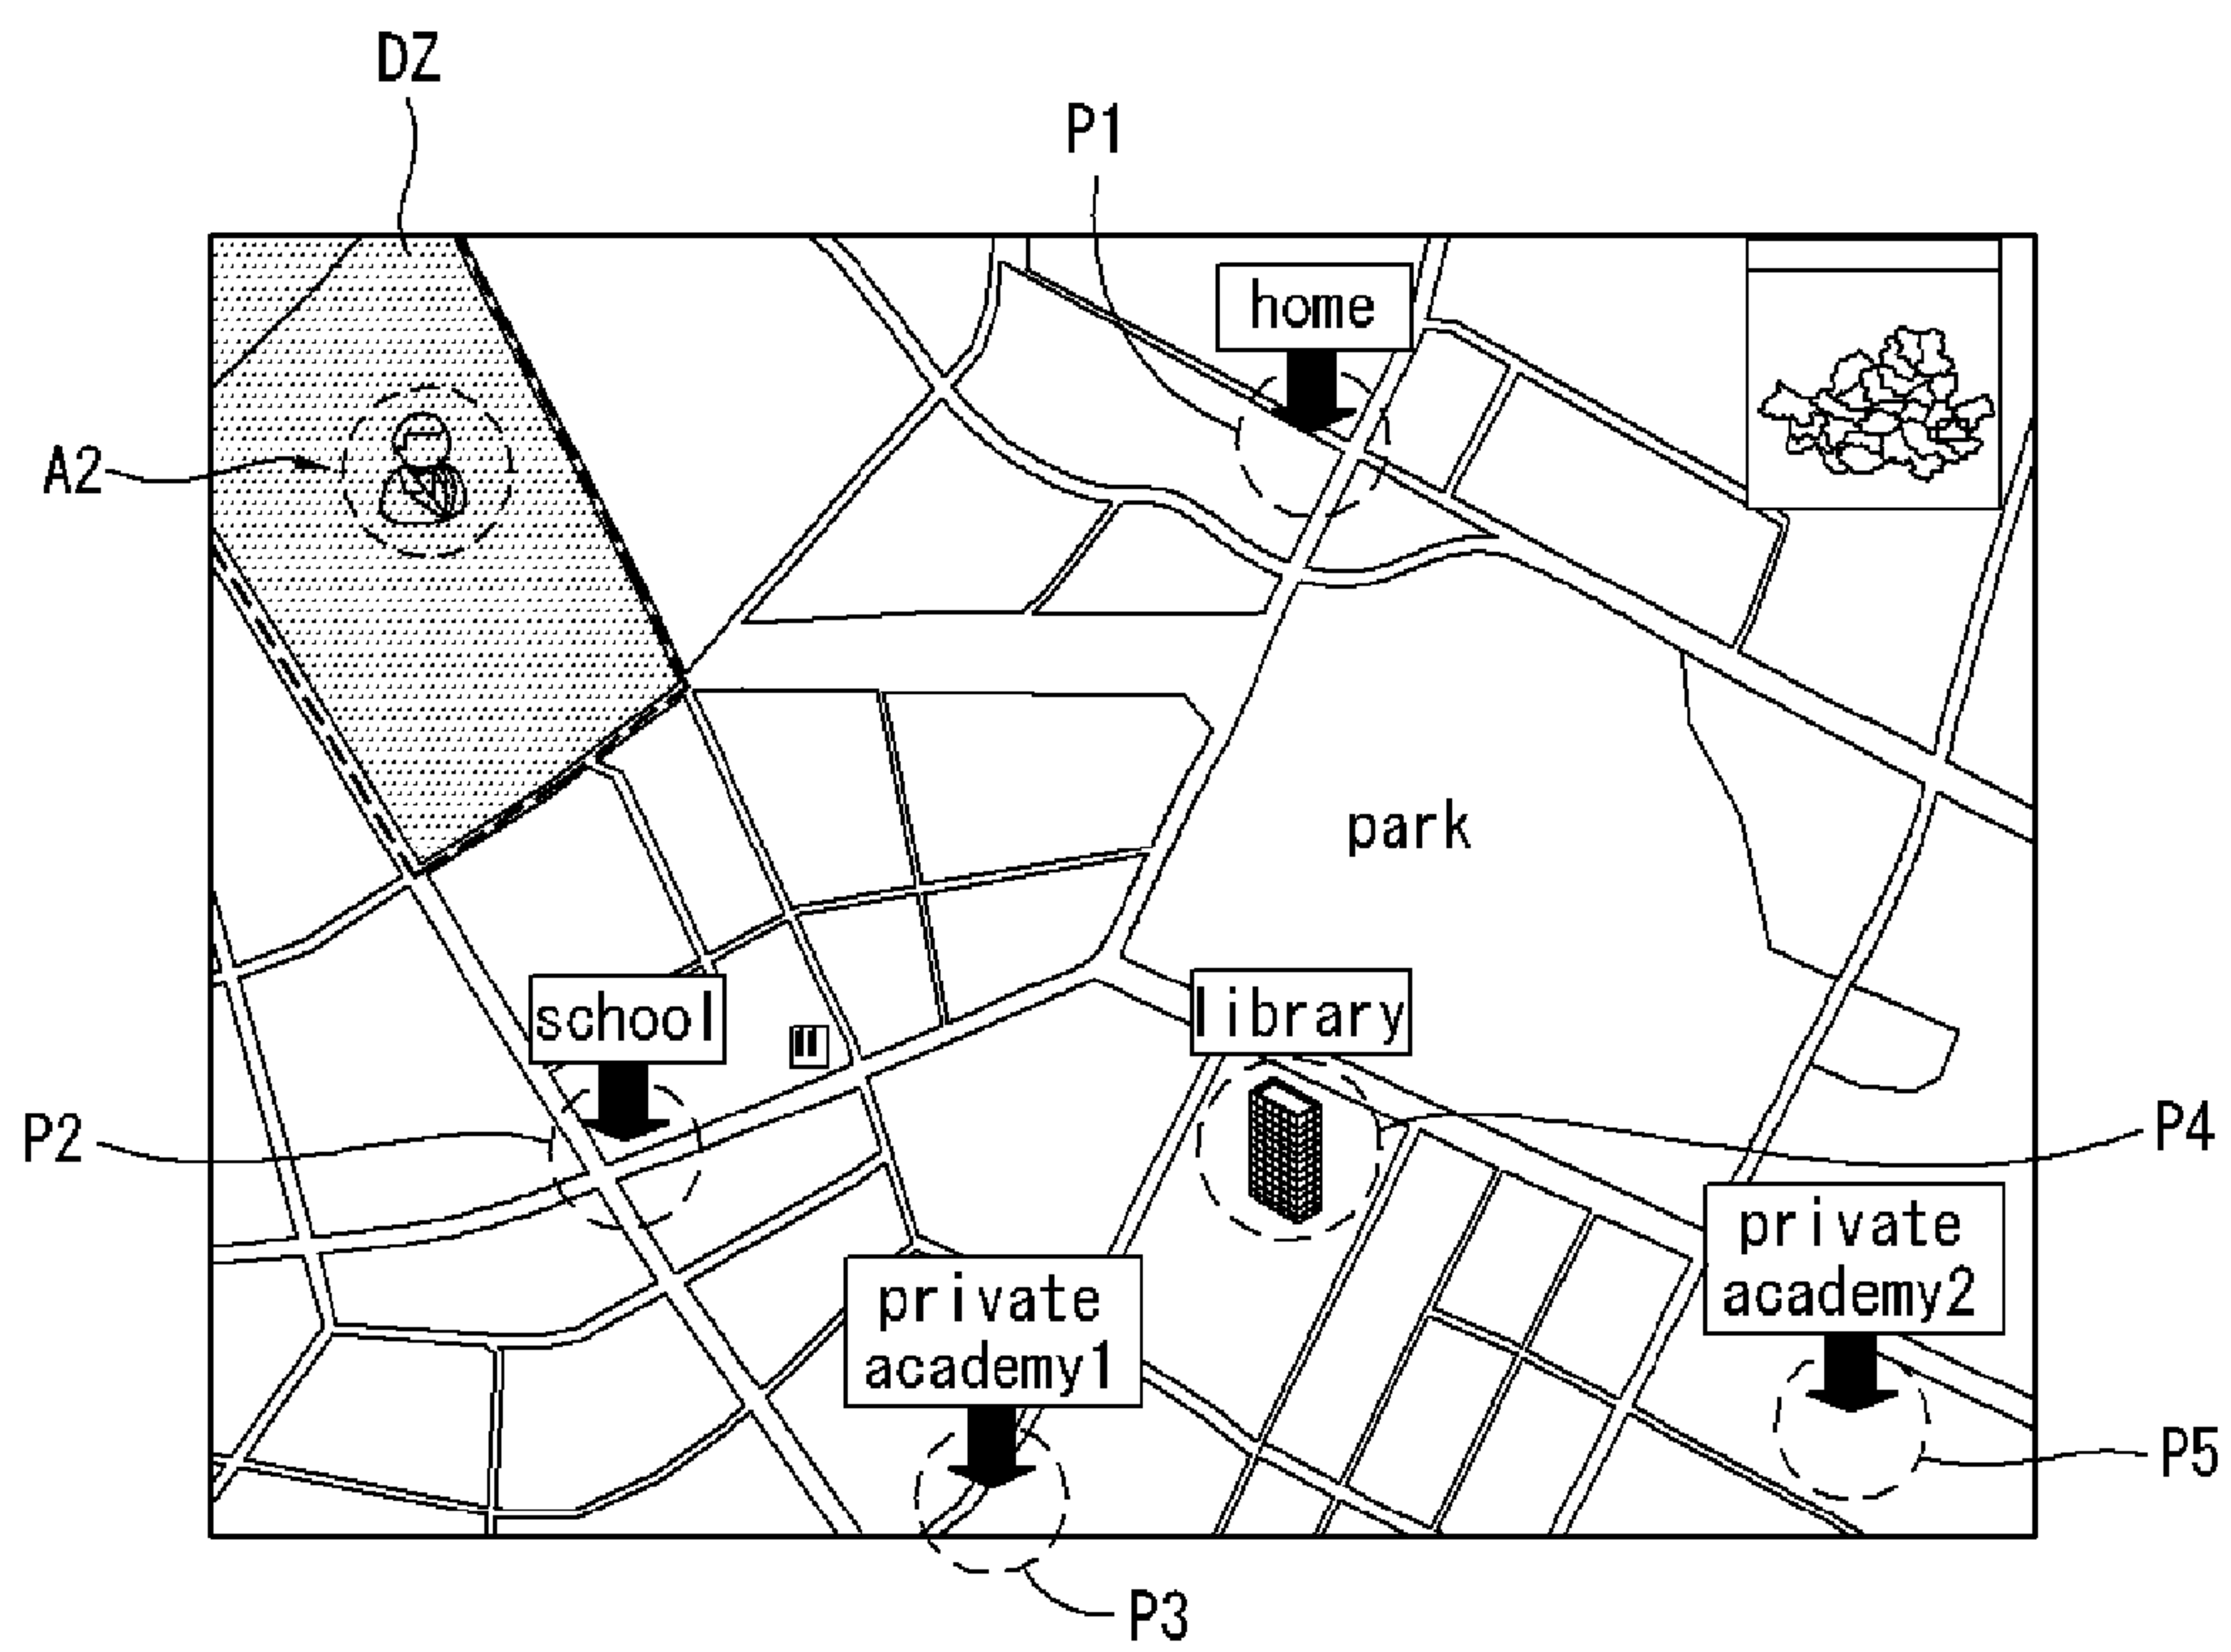 DZ
P1
home
A2
park
school
library
P2
P4
private
academy2
private
academy1
P5
P3